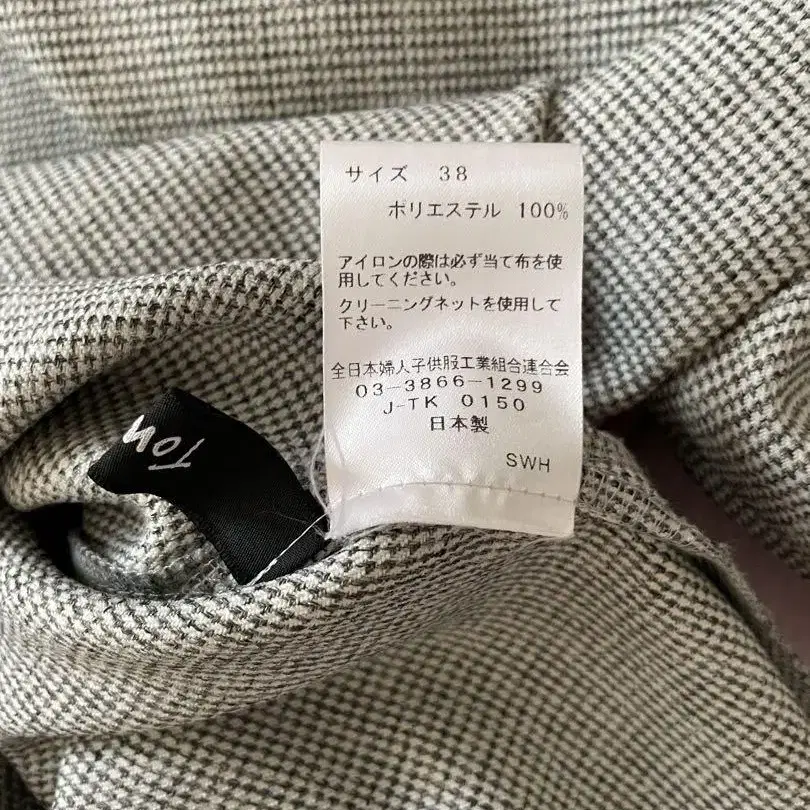 サイズ 38
ポリエステル 100%
アイロンの際は必ず当て布を使
用してください。
クリーニングネットを使用して
下さい。
全日本婦人子供服工業組合連合会
03-3866-1299
J-TK 0150
日本製
SWH
TO